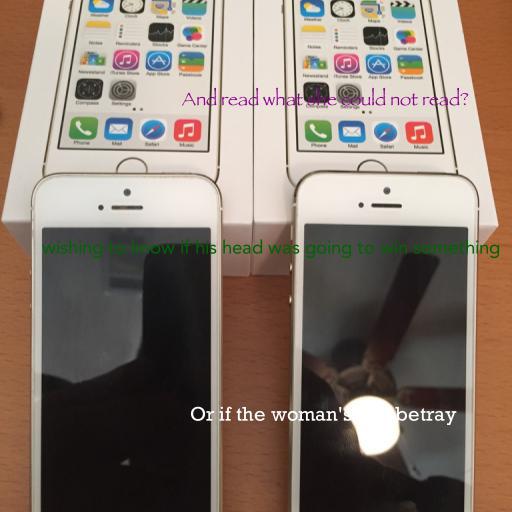 Weather Clock Maps Videos
Weather Clock Maps Videos
Notes Reminders Stocks Game Center
Notes Reminders Stocks Game Center
Newsstand iTunes Store App Store Passbook
Newsstand iTunes Store App Store Passbook
Compass Settings
And read what she could not read?
Phone Mail Safari Music
Phone Mail Safari Music
wishing to know if his head was going to win something
Or if the woman's betray